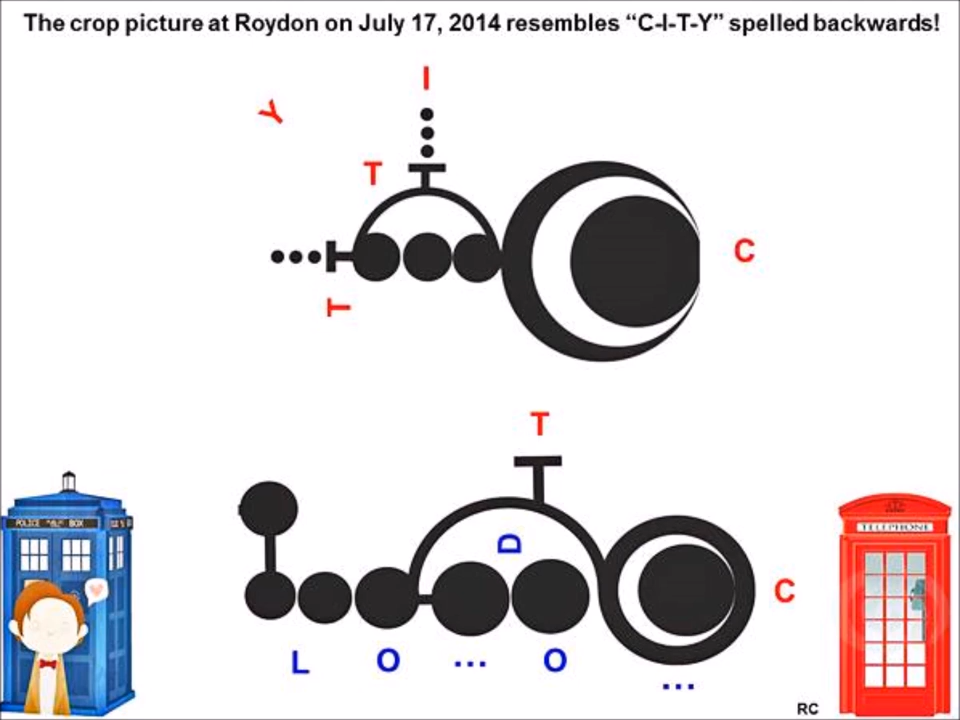 The crop picture at Roydon on July 17, 2014 resembles “C-I-T-Y” spelled backwards!
I
Y
T
C
T
T
D
C
L O ... O
...
POLICE BOX
TELEPHONE
RC